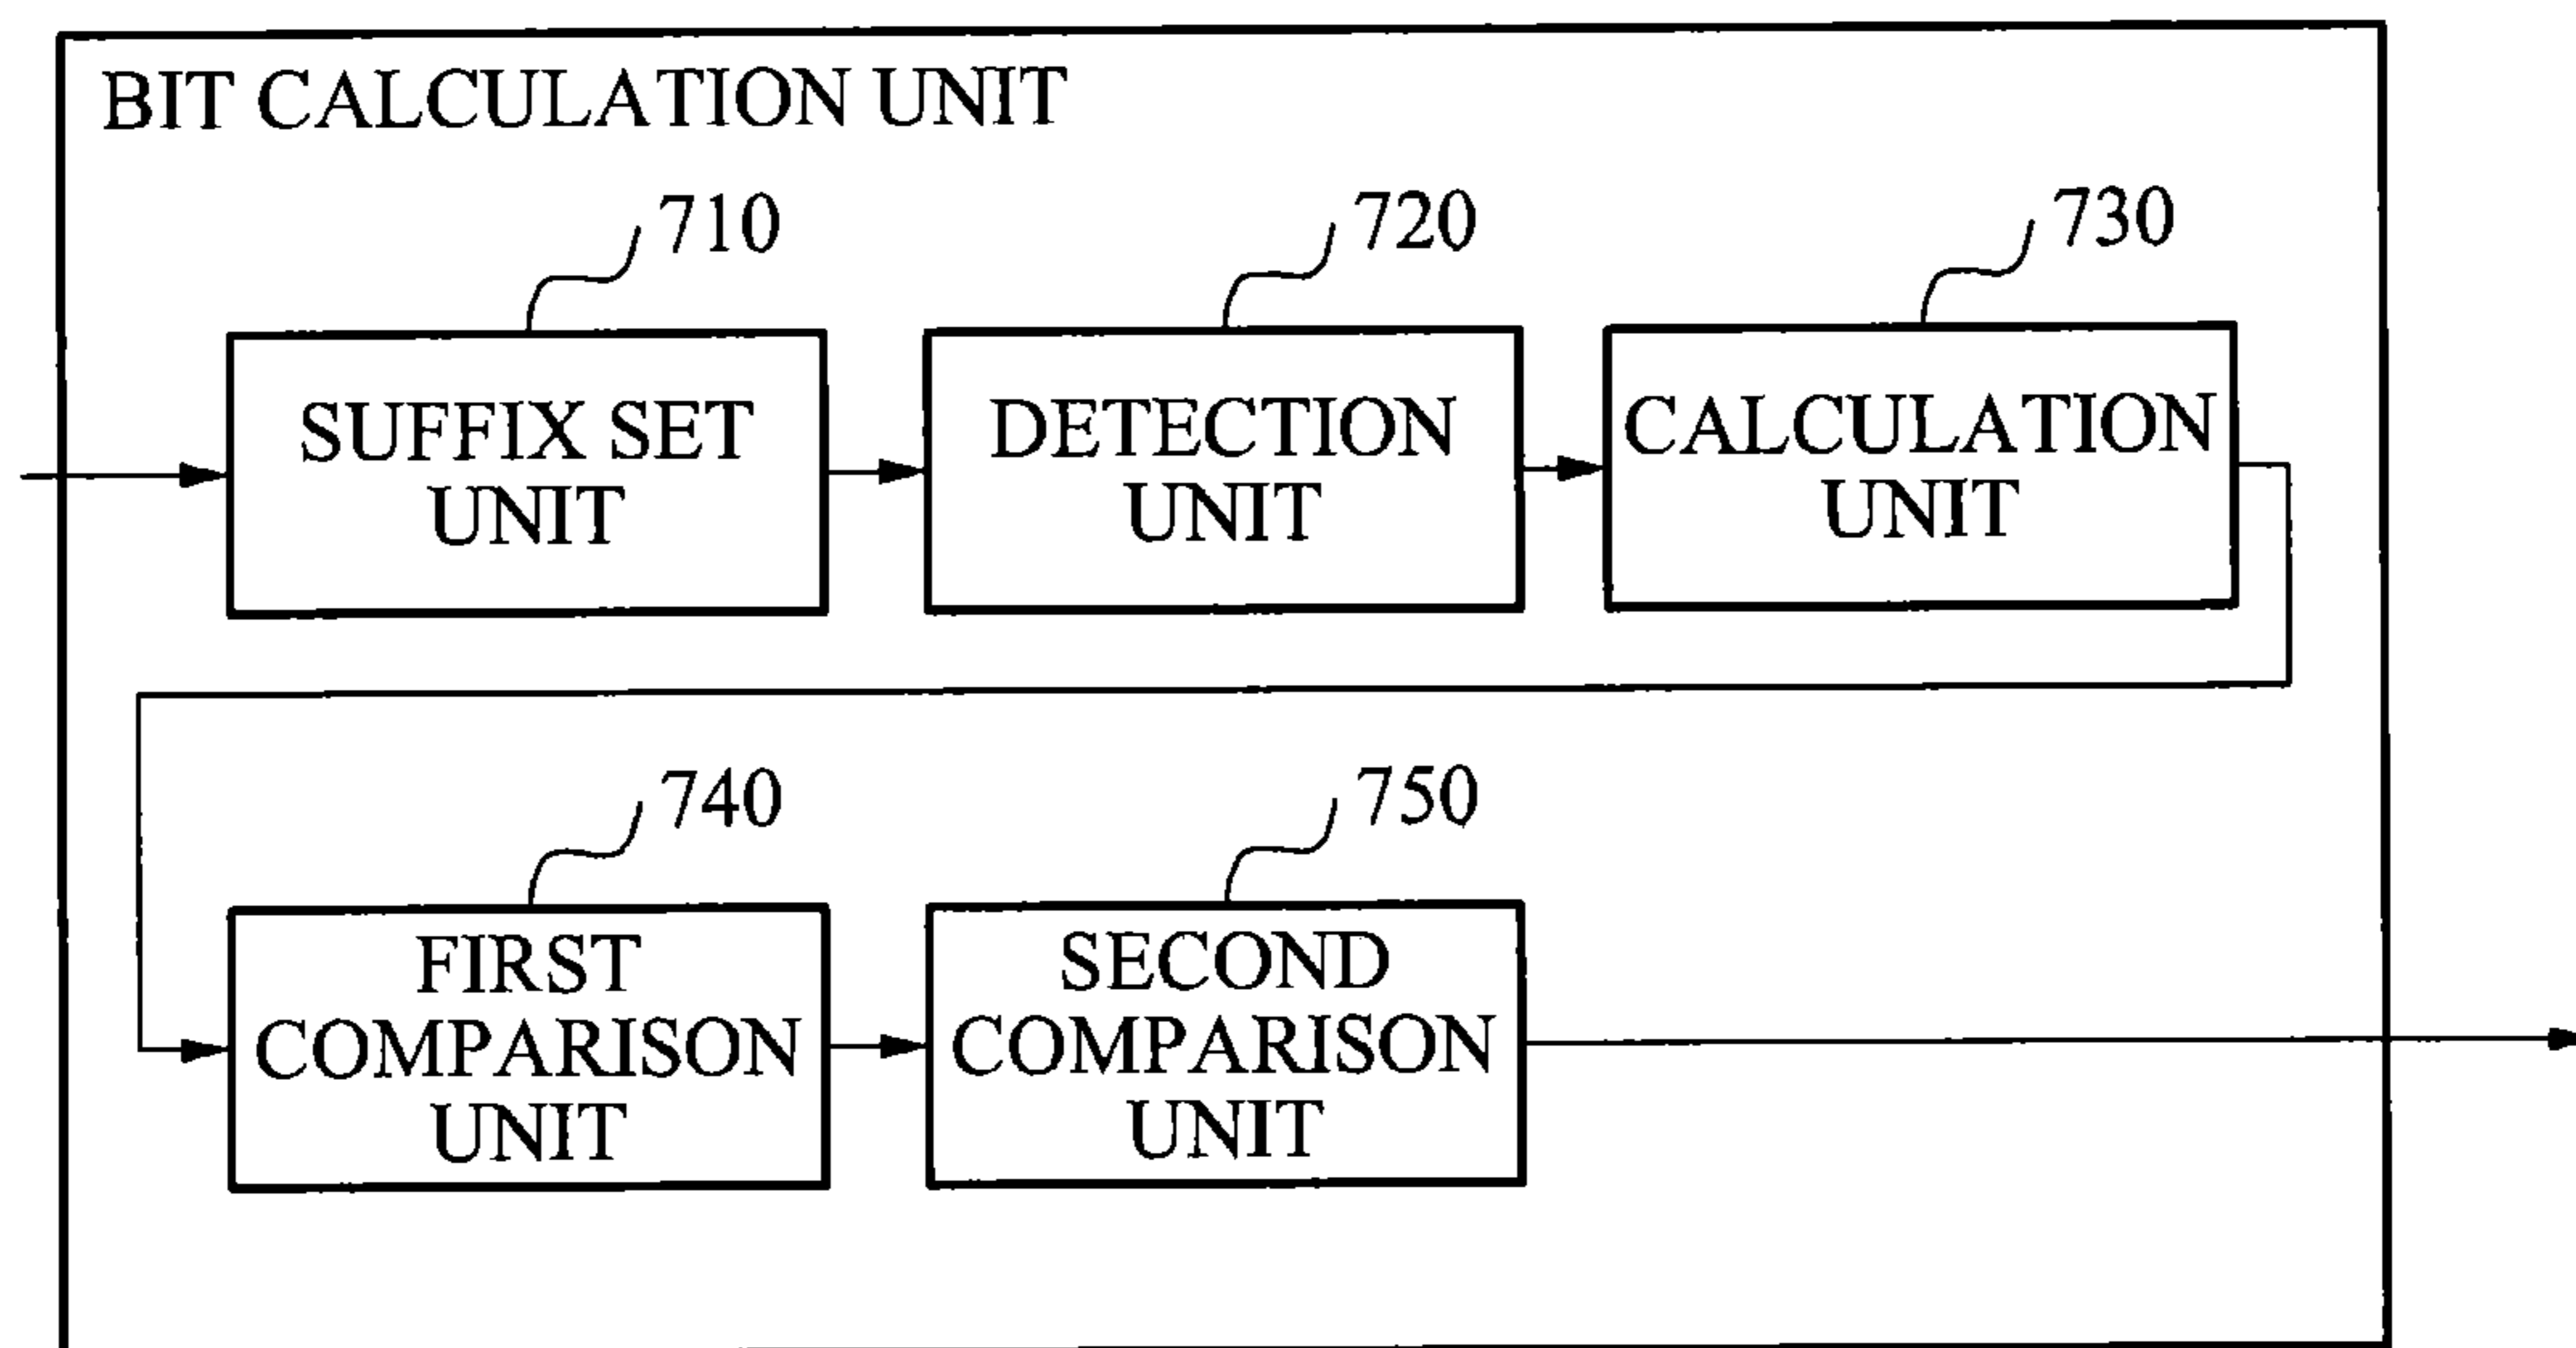 BIT CALCULATION UNIT
710
720
730
SUFFIX SET
UNIT
DETECTION
UNIT
CALCULATION
UNIT
740
750
FIRST
COMPARISON
UNIT
SECOND
COMPARISON
UNIT